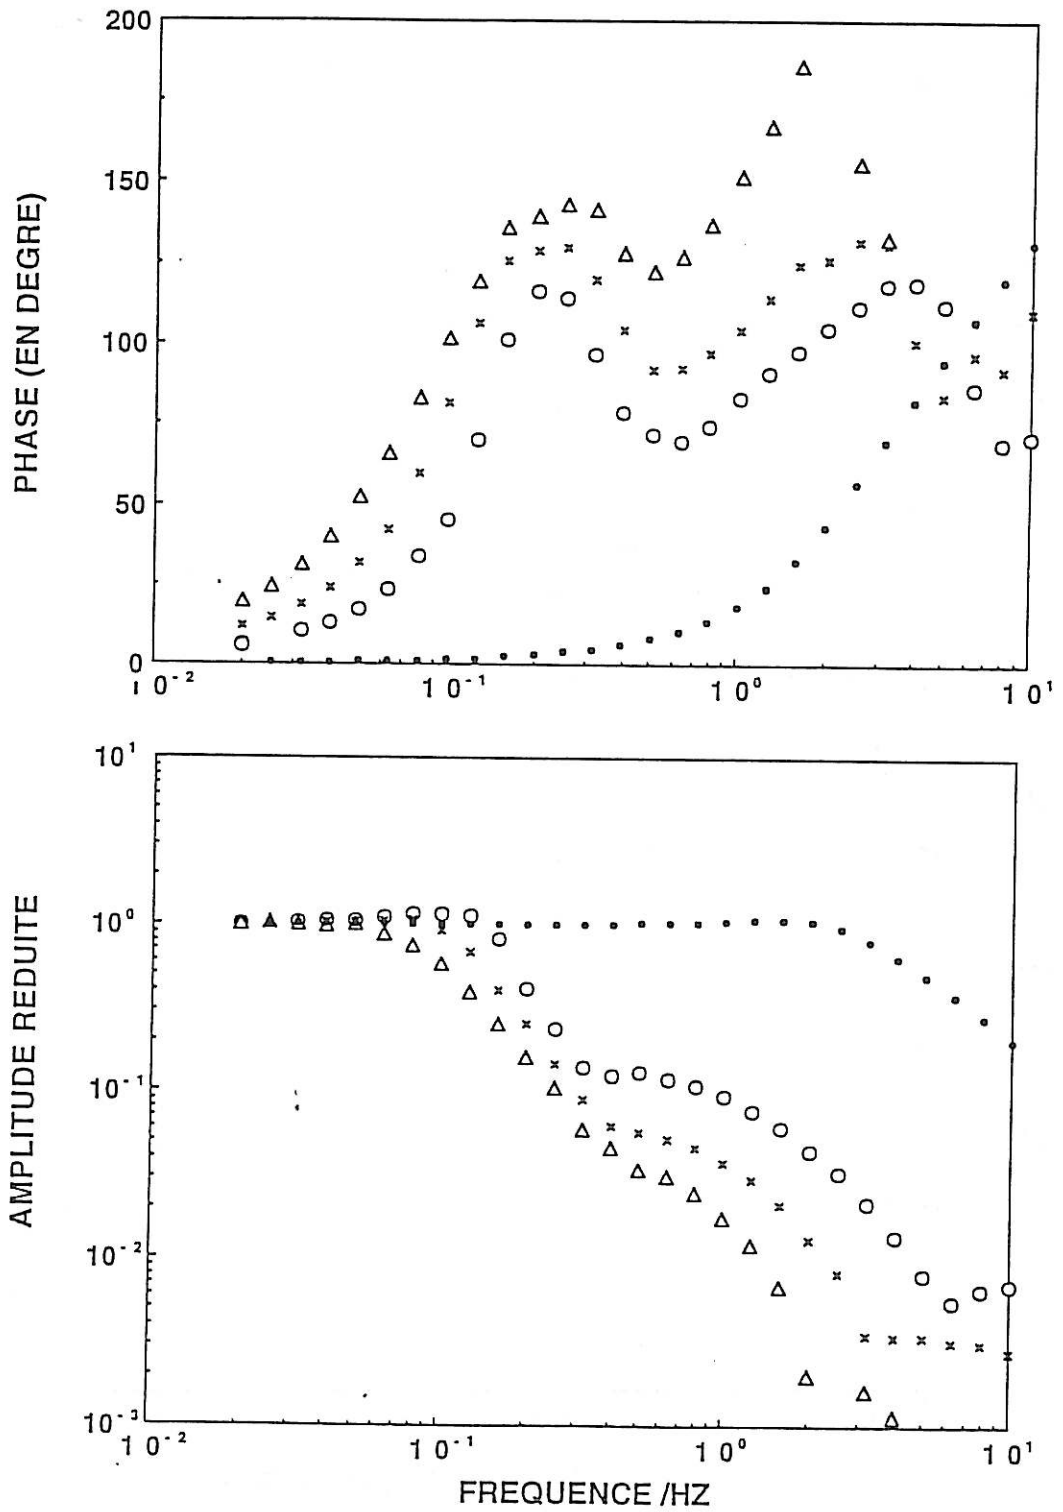 200
150
100
50
0
PHASE (EN DEGRE)
10⁻² 10⁻¹ 10⁰ 10¹
10¹
10⁰
10⁻¹
10⁻²
10⁻³
AMPLITUDE REDUITE
10⁻² 10⁻¹ 10⁰ 10¹
FREQUENCE /HZ